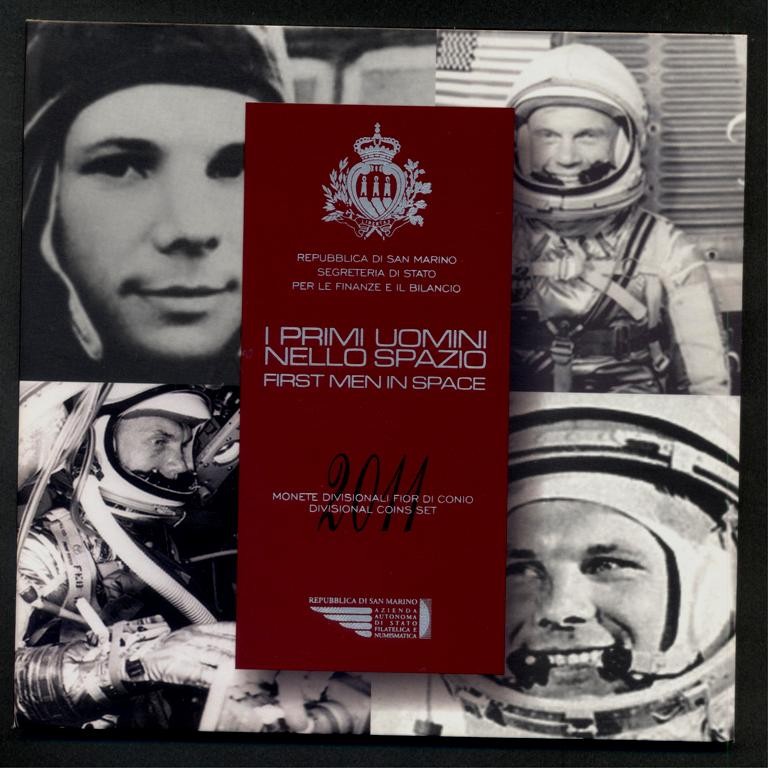 LIBERTAS
REPUBBLICA DI SAN MARINO
SEGRETERIA DI STATO
PER LE FINANZE E IL BILANCIO
I PRIMI UOMINI
NELLO SPAZIO
FIRST MEN IN SPACE
2011
MONETE DIVISIONALI FIOR DI CONIO
DIVISIONAL COINS SET
REPUBBLICA DI SAN MARINO
AZIENDA
AUTONOMA
DI STATO
FILATELICA E
NUMISMATICA